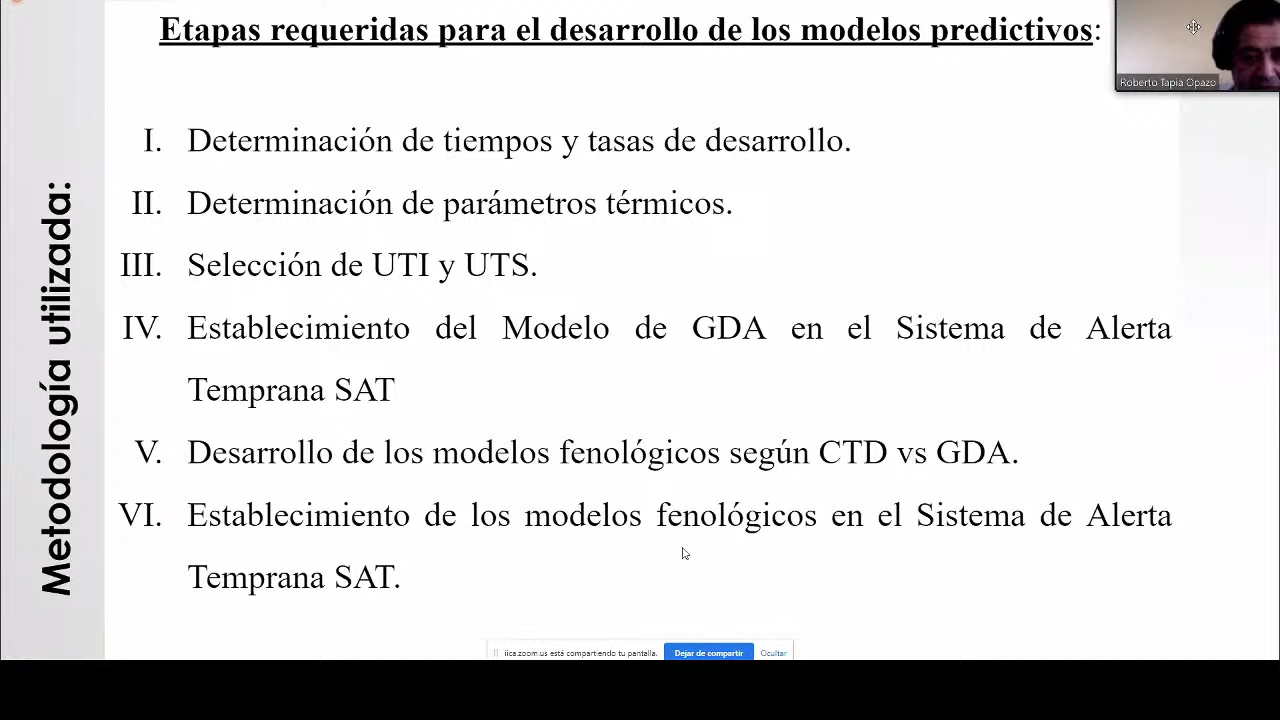 Etapas requeridas para el desarrollo de los modelos predictivos:
Roberto Tapia Opazo
Metodología utilizada:
I. Determinación de tiempos y tasas de desarrollo.
II. Determinación de parámetros térmicos.
III. Selección de UTI y UTS.
IV. Establecimiento del Modelo de GDA en el Sistema de Alerta
Temprana SAT
V. Desarrollo de los modelos fenológicos según CTD vs GDA.
VI. Establecimiento de los modelos fenológicos en el Sistema de Alerta
Temprana SAT.
iica.zoom.us está compartiendo tu pantalla. Dejar de compartir Ocultar